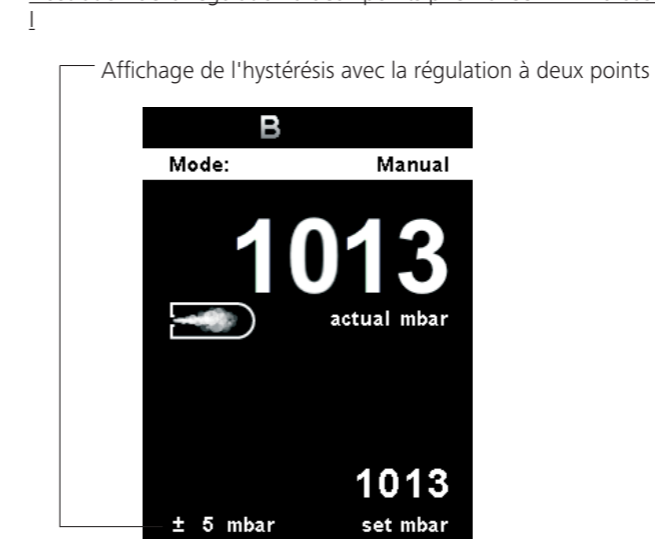 Affichage de l'hystérésis avec la régulation à deux points
B
Mode: Manual
1013
actual mbar
1013
± 5 mbar set mbar